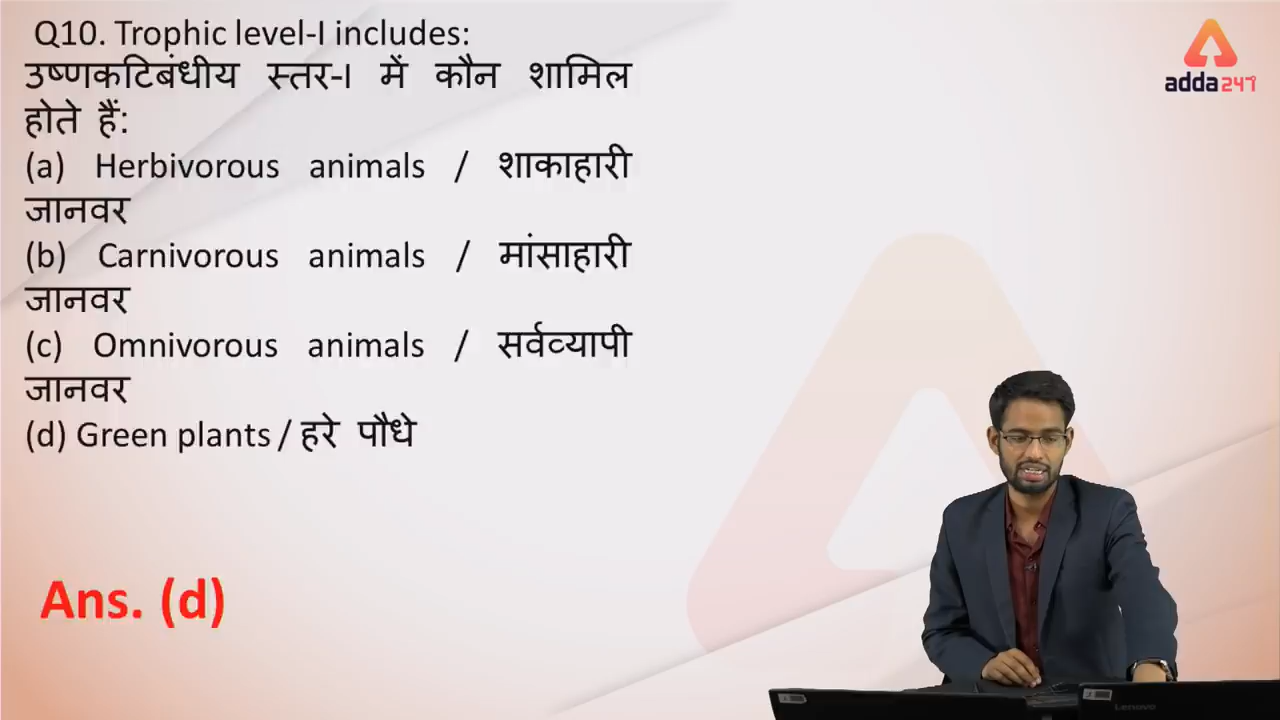 Q10. Trophic level-I includes:
उष्णकटिबंधीय स्तर-I में कौन शामिल
होते हैं:
(a) Herbivorous animals / शाकाहारी
जानवर
(b) Carnivorous animals / मांसाहारी
जानवर
(c) Omnivorous animals / सर्वव्यापी
जानवर
(d) Green plants / हरे पौधे
Ans. (d)
adda247
Lenovo